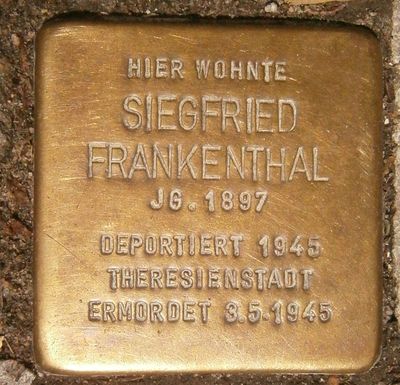 HIER WOHNTE
SIEGFRIED
FRANKENTHAL
JG. 1897
DEPORTIERT 1945
THERESIENSTADT
ERMORDET 3.5.1945